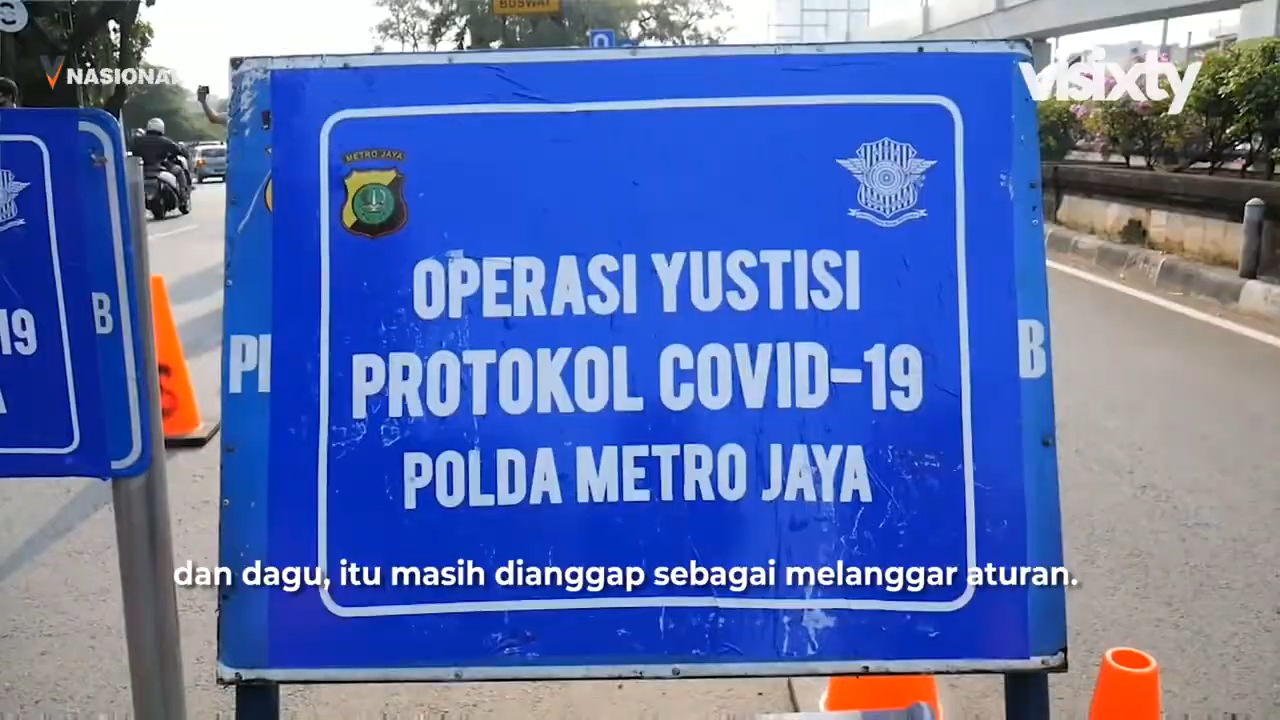 BUSWAY
NASIONAL
visixty
METRO JAYA
OPERASI YUSTISI
PROTOKOL COVID-19
POLDA METRO JAYA
B
19
B
dan dagu, itu masih dianggap sebagai melanggar aturan.